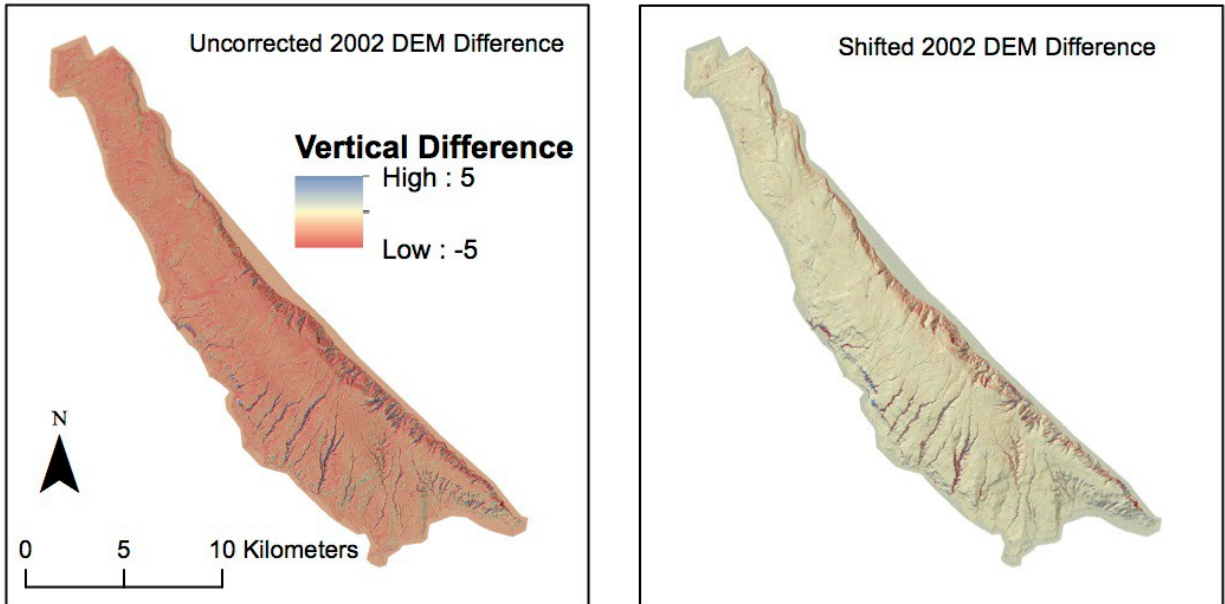 Uncorrected 2002 DEM Difference
Vertical Difference
High : 5
Low : -5
N
0 5 10 Kilometers
Shifted 2002 DEM Difference